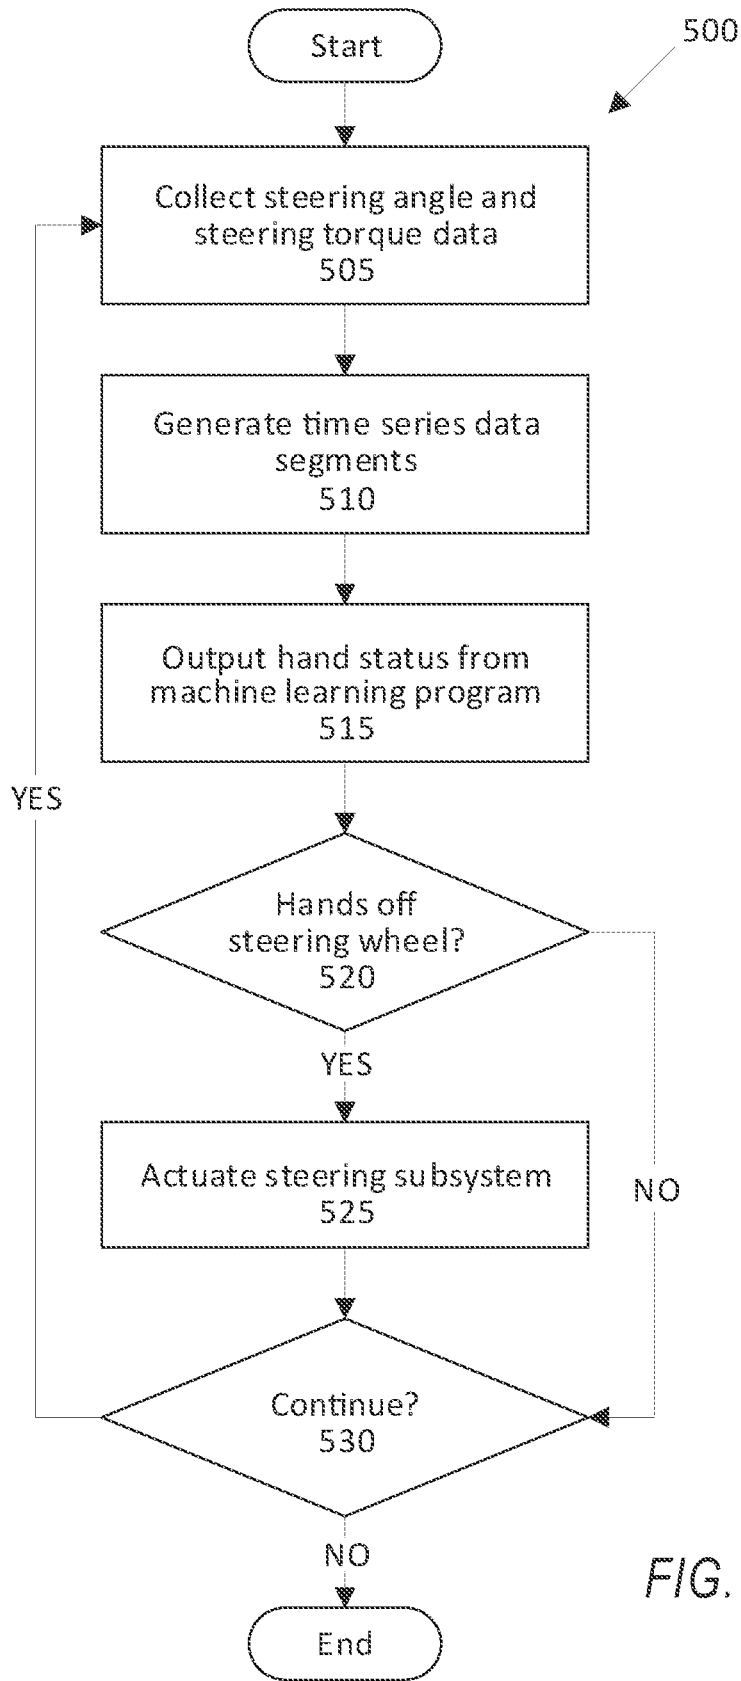 Start
500
Collect steering angle and
steering torque data
505
Generate time series data
segments
510
Output hand status from
machine learning program
515
YES
Hands off
steering wheel?
520
YES
Actuate steering subsystem
525
NO
Continue?
530
NO
FIG.
End